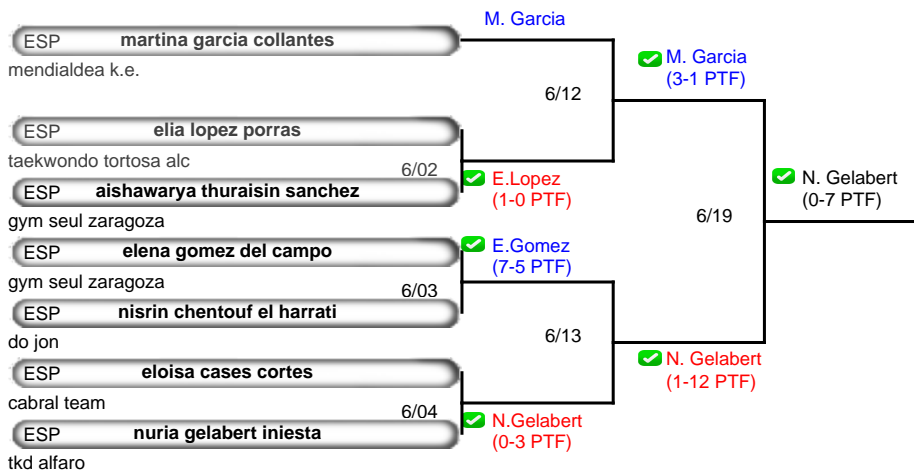 M. Garcia
ESP martina garcia collantes
mendialdea k.e.
M. Garcia
(3-1 PTF)
6/12
ESP elia lopez porras
taekwondo tortosa alc
6/02
E.Lopez
(1-0 PTF)
ESP aishawarya thuraisin sanchez
gym seul zaragoza
N. Gelabert
(0-7 PTF)
6/19
ESP elena gomez del campo
gym seul zaragoza
E.Gomez
(7-5 PTF)
6/03
ESP nisrin chentouf el harrati
do jon
6/13
N. Gelabert
(1-12 PTF)
ESP eloisa cases cortes
cabral team
6/04
N.Gelabert
(0-3 PTF)
ESP nuria gelabert iniesta
tkd alfaro